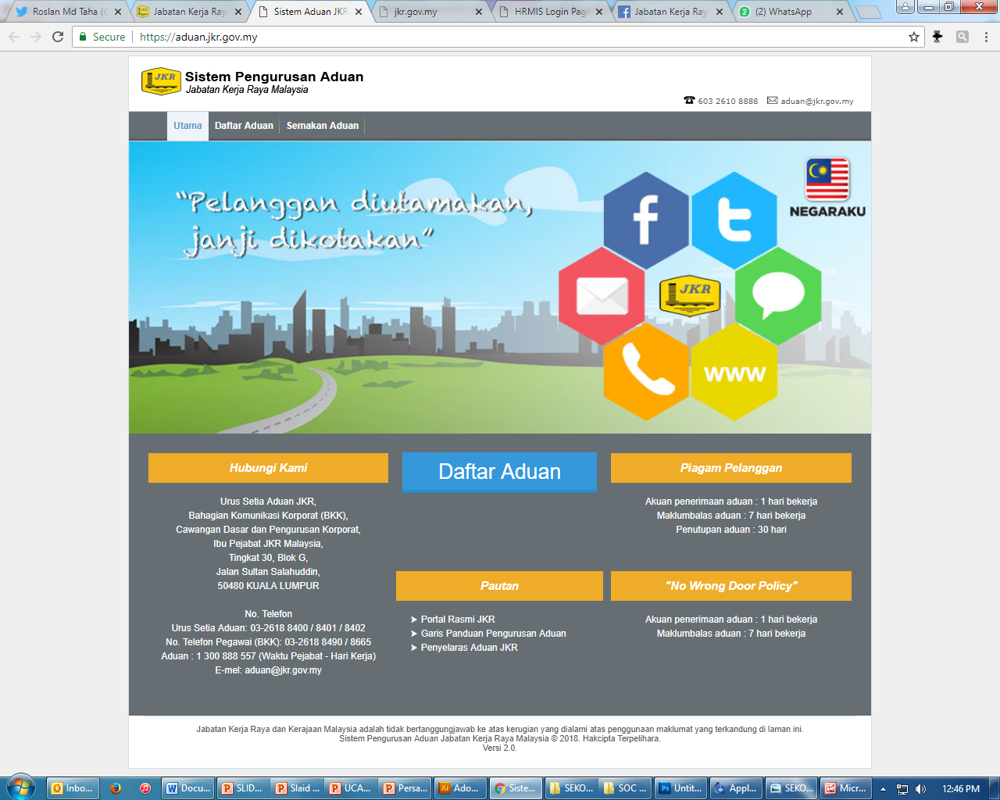 Roslan Md Taha (
Jabatan Kerja Ray
Sistem Aduan JKR
jkr.gov.my
HRMIS Login Page
Jabatan Kerja Ray
(2) WhatsApp
Secure
https://aduan.jkr.gov.my
JKR
Sistem Pengurusan Aduan
Jabatan Kerja Raya Malaysia
603 2610 8888
aduan@jkr.gov.my
Utama
Daftar Aduan
Semakan Aduan
"Pelanggan diutamakan,
janji dikotakan"
NEGARAKU
JKR
www
Hubungi Kami
Urus Setia Aduan JKR,
Bahagian Komunikasi Korporat (BKK),
Cawangan Dasar dan Pengurusan Korporat,
Ibu Pejabat JKR Malaysia,
Tingkat 30, Blok G,
Jalan Sultan Salahuddin,
50480 KUALA LUMPUR
No. Telefon
Urus Setia Aduan: 03-2618 8400 / 8401 / 8402
No. Telefon Pegawai (BKK): 03-2618 8490 / 8665
Aduan : 1 300 888 557 (Waktu Pejabat - Hari Kerja)
E-mel: aduan@jkr.gov.my
Daftar Aduan
Pautan
Portal Rasmi JKR
Garis Panduan Pengurusan Aduan
Penyelaras Aduan JKR
Piagam Pelanggan
Akuan penerimaan aduan : 1 hari bekerja
Maklumbalas aduan : 7 hari bekerja
Penutupan aduan : 30 hari
"No Wrong Door Policy"
Akuan penerimaan aduan : 1 hari bekerja
Maklumbalas aduan : 7 hari bekerja
Jabatan Kerja Raya dan Kerajaan Malaysia adalah tidak bertanggungjawab ke atas kerugian yang dialami atas penggunaan maklumat yang terkandung di laman ini.
Sistem Pengurusan Aduan Jabatan Kerja Raya Malaysia © 2018. Hakcipta Terpelihara.
Versi 2.0.
Inbo...
Docu...
SLID...
Slaid ...
UCA...
Persa...
Ado...
Siste...
SEKO...
SOC ...
Untit...
Appl...
SEKO...
Micr...
12:46 PM